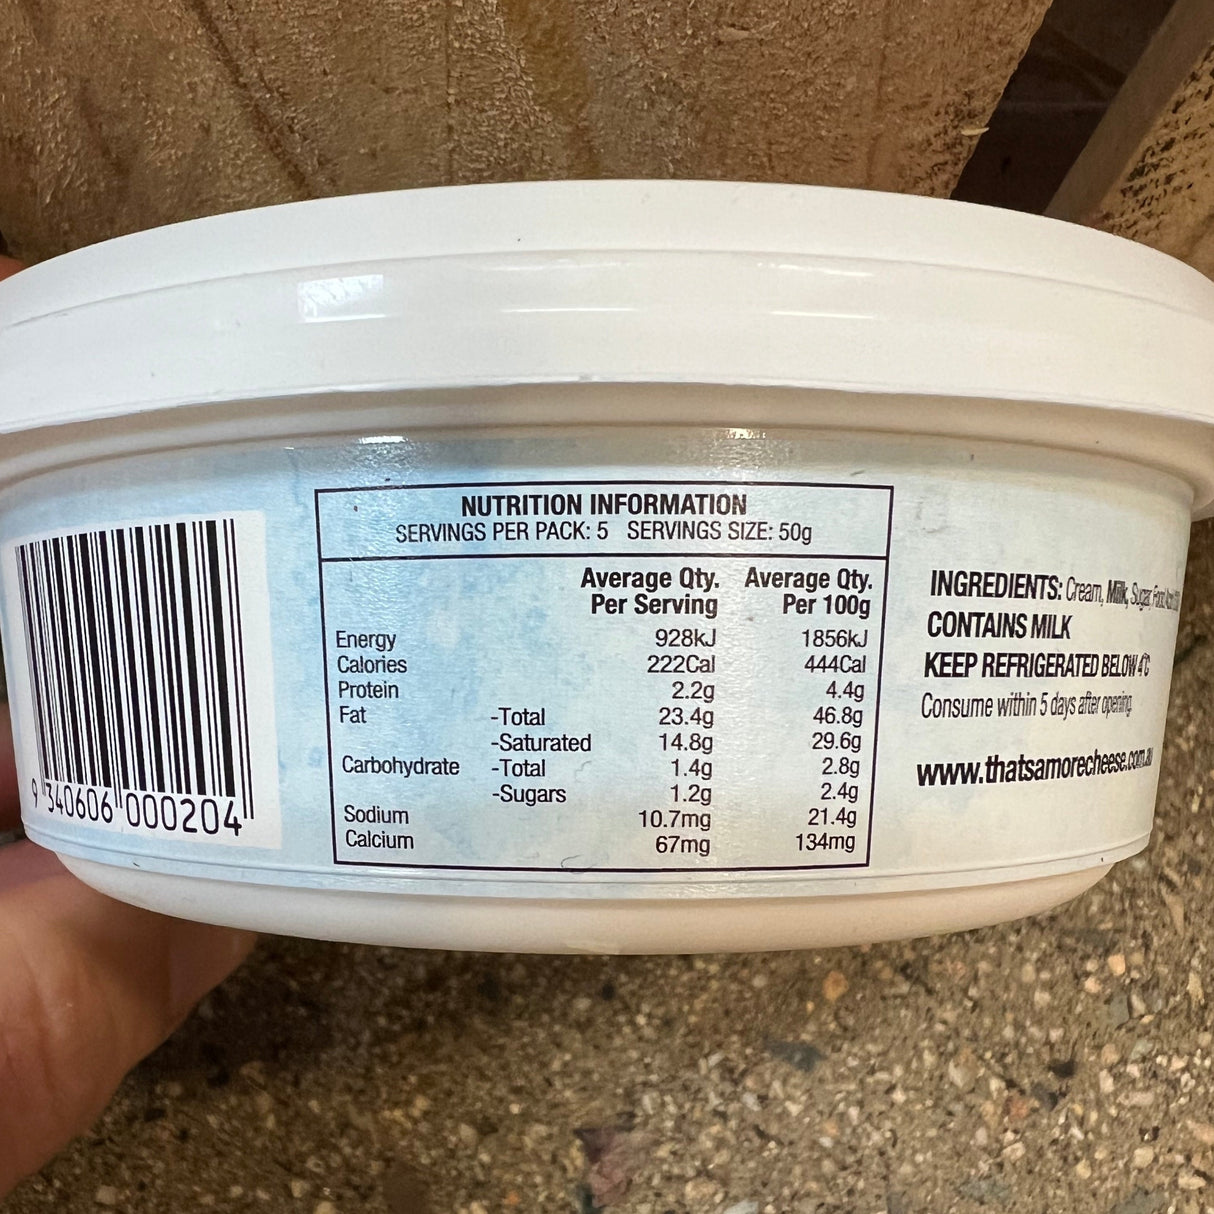 NUTRITION INFORMATION
SERVINGS PER PACK: 5 SERVINGS SIZE: 50g
Average Qty. Per Serving Average Qty. Per 100g
Energy 928kJ 1856kJ
Calories 222Cal 444Cal
Protein 2.2g 4.4g
Fat -Total 23.4g 46.8g
-Saturated 14.8g 29.6g
Carbohydrate -Total 1.4g 2.8g
-Sugars 1.2g 2.4g
Sodium 10.7mg 21.4g
Calcium 67mg 134mg
9 340606 000204
INGREDIENTS: Cream, Milk, Sugar, Food
CONTAINS MILK
KEEP REFRIGERATED BELOW 4°C
Consume within 5 days after opening
www.thatsamorecheese.com.au